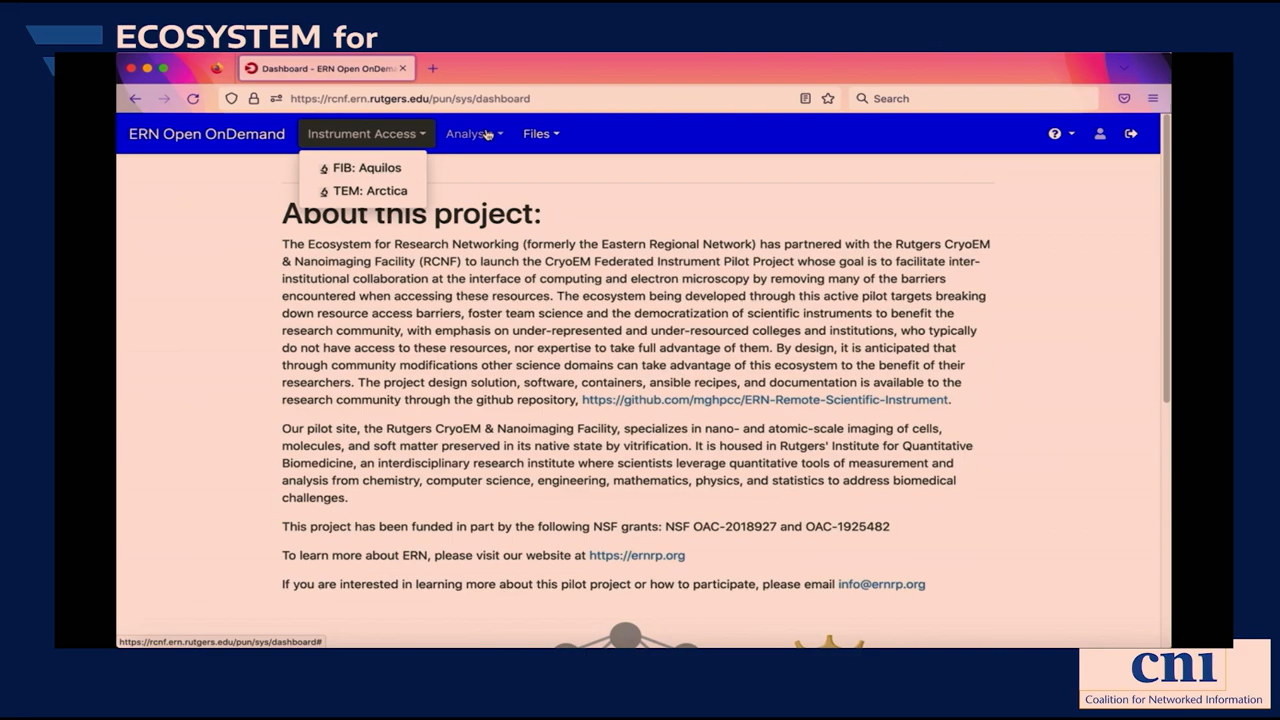 ECOSYSTEM for
Dashboard - ERN Open OnDem
https://rcnf.ern.rutgers.edu/pun/sys/dashboard
Search
ERN Open OnDemand
Instrument Access
Analysis
Files
FIB: Aquilos
TEM: Arctica
About this project:
The Ecosystem for Research Networking (formerly the Eastern Regional Network) has partnered with the Rutgers CryoEM
& Nanoimaging Facility (RCNF) to launch the CryoEM Federated Instrument Pilot Project whose goal is to facilitate inter-
institutional collaboration at the interface of computing and electron microscopy by removing many of the barriers
encountered when accessing these resources. The ecosystem being developed through this active pilot targets breaking
down resource access barriers, foster team science and the democratization of scientific instruments to benefit the
research community, with emphasis on under-represented and under-resourced colleges and institutions, who typically
do not have access to these resources, nor expertise to take full advantage of them. By design, it is anticipated that
through community modifications other science domains can take advantage of this ecosystem to the benefit of their
researchers. The project design solution, software, containers, ansible recipes, and documentation is available to the
research community through the github repository, https://github.com/mghpcc/ERN-Remote-Scientific-Instrument.
Our pilot site, the Rutgers CryoEM & Nanoimaging Facility, specializes in nano- and atomic-scale imaging of cells,
molecules, and soft matter preserved in its native state by vitrification. It is housed in Rutgers' Institute for Quantitative
Biomedicine, an interdisciplinary research institute where scientists leverage quantitative tools of measurement and
analysis from chemistry, computer science, engineering, mathematics, physics, and statistics to address biomedical
challenges.
This project has been funded in part by the following NSF grants: NSF OAC-2018927 and OAC-1925482
To learn more about ERN, please visit our website at https://ernrp.org
If you are interested in learning more about this pilot project or how to participate, please email info@ernrp.org
https://rcnf.ern.rutgers.edu/pun/sys/dashboard#
cni
Coalition for Networked Information